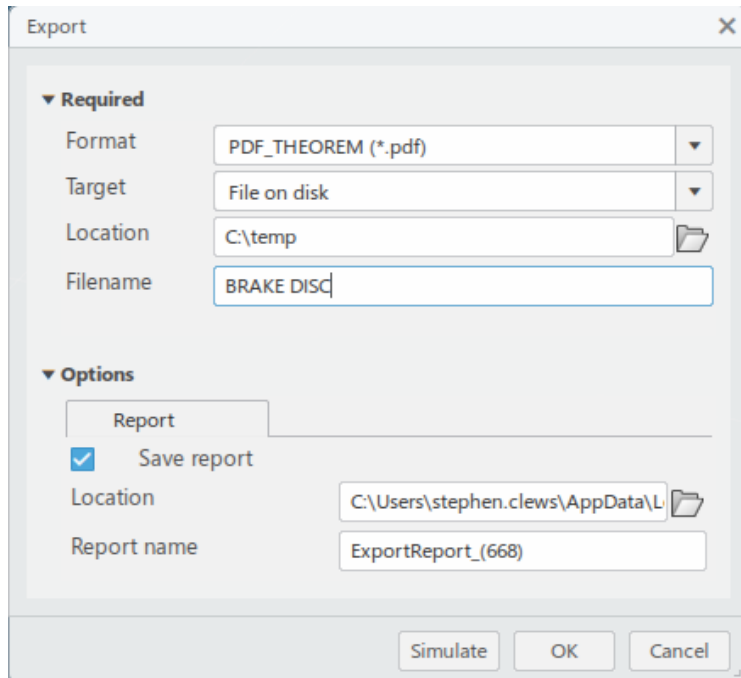 Export
Required
Format PDF_THEOREM (*.pdf)
Target File on disk
Location C:\temp
Filename BRAKE DISC
Options
Report
Save report
Location C:\Users\stephen.clews\AppData\L
Report name ExportReport_(668)
Simulate OK Cancel